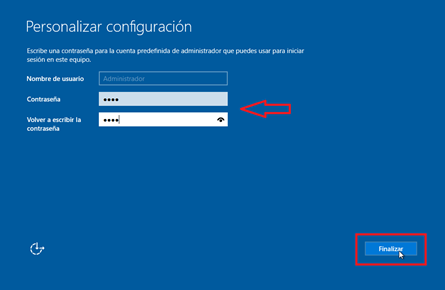 Personalizar configuración
Escribe una contraseña para la cuenta predefinida de administrador que puedes usar para iniciar
sesión en este equipo.
Nombre de usuario
Administrador
Contraseña
••••
Volver a escribir la
contraseña
••••
Finalizar